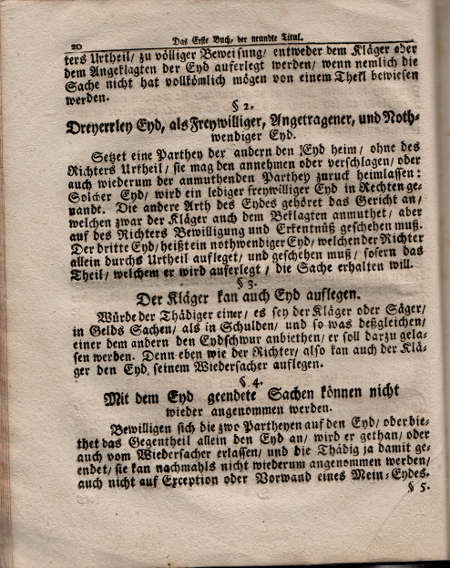 20 Das Erste Buch, der neundte Titul.
ters Urtheil/ zu völliger Beweisung/ entweder dem Kläger oder
dem Angeklagten der Eyd auferlegt werden/ wenn nemlich die
Sache nicht hat vollkömlich mögen von einem Theil bewiesen
werden.
§ 2.
Dreyerrley Eyd, als Freywilliger, Angetragener, und Noth-
wendiger Eyd.
Setzet eine Parthey der andern den Eyd heim/ ohne des
Richters Urtheil/ sie mag den annehmen oder verschlagen/ oder
auch wiederum der anmuthenden Parthey zuruck heimlassen:
Solcher Eyd/ wird ein lediger freywilliger Eyd in Rechten ge-
nandt. Die andere Arth des Eydes gehöret das Gericht an/
welchen zwar der Kläger auch dem Beklagten anmuthet/ aber
auf des Richters Bewilligung und Erkentnüß geschehen muß.
Der dritte Eyd/ heißt ein nothwendiger Eyd/ welchen der Richter
allein durchs Urtheil aufleget/ und geschehen muß/ sofern das
Theil/ welchem er wird auferlegt/ die Sache erhalten will.
§ 3.
Der Kläger kan auch Eyd auflegen.
Würde der Thädiger einer/ es sey der Kläger oder Säger/
in Gelds Sachen/ als in Schulden/ und so was deßgleichen/
einer dem andern den Eydschwur anbiethen/ er soll darzu gela-
sen werden. Denn eben wie der Richter/ also kan auch der Klä-
ger den Eyd, seinem Wiedersacher auflegen.
§ 4.
Mit dem Eyd geendete Sachen können nicht
wieder angenommen werden.
Bewilligen sich die zwo Partheyen auf den Eyd/ oder bie-
thet das Gegentheil allein den Eyd an/ wird er gethan/ oder
auch vom Wiedersacher erlassen/ und die Thädig ja damit ge-
endet/ sie kan nachmahls nicht wiederum angenommen werden/
auch nicht auf Exception oder Vorwand eines Mein-Eydes.
§ 5.